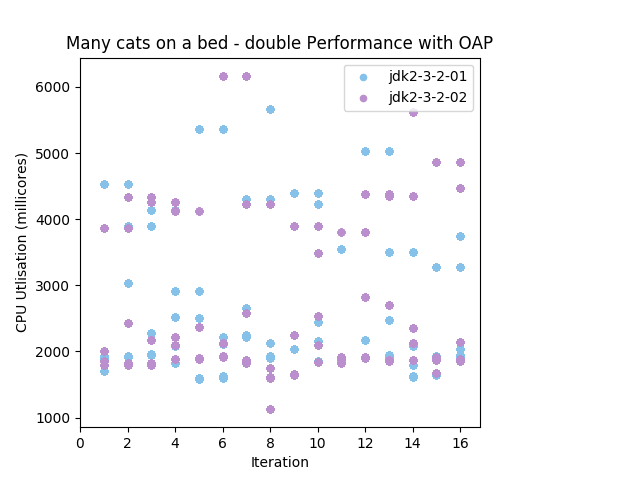 Many cats on a bed - double Performance with OAP
jdk2-3-2-01
jdk2-3-2-02
CPU Utlisation (millicores)
6000
5000
4000
3000
2000
1000
0 2 4 6 8 10 12 14 16
Iteration